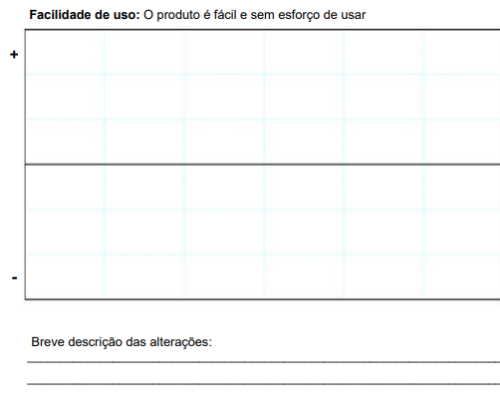 Facilidade de uso: O produto é fácil e sem esforço de usar
+
-
Breve descrição das alterações: